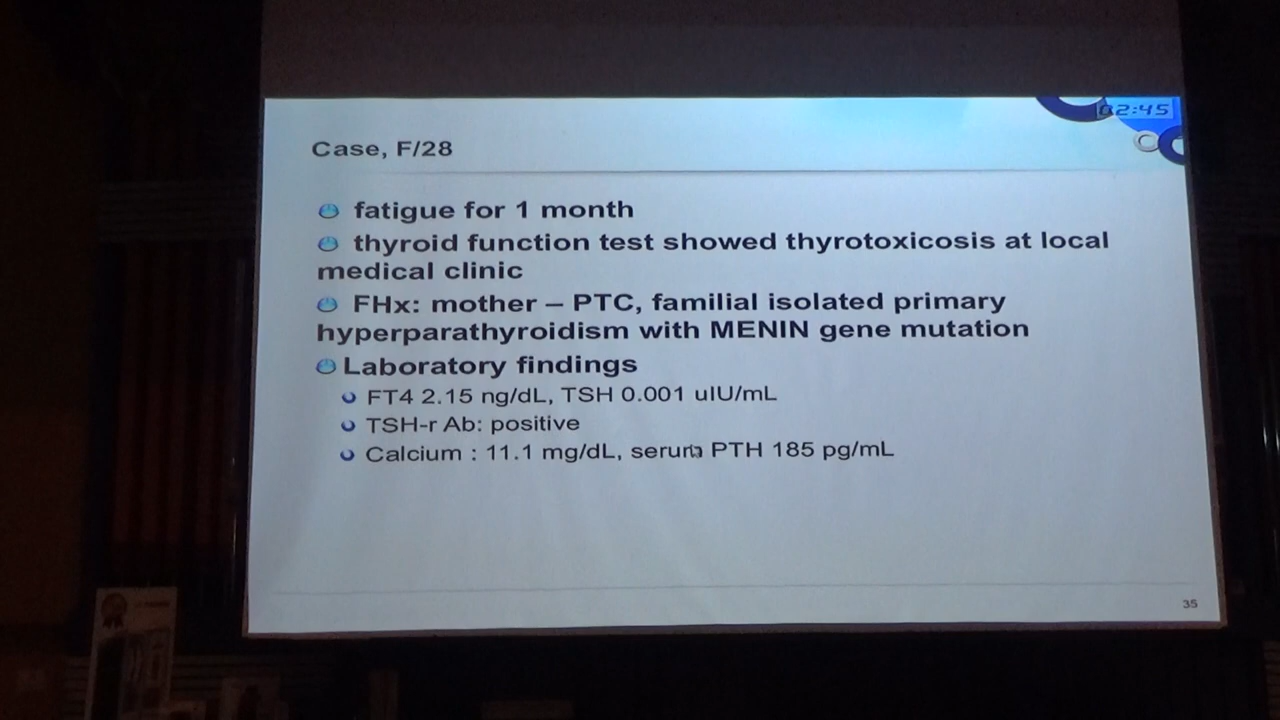 02:45
Case, F/28
fatigue for 1 month
thyroid function test showed thyrotoxicosis at local
medical clinic
FHx: mother – PTC, familial isolated primary
hyperparathyroidism with MENIN gene mutation
Laboratory findings
FT4 2.15 ng/dL, TSH 0.001 uIU/mL
TSH-r Ab: positive
Calcium : 11.1 mg/dL, serum PTH 185 pg/mL
35